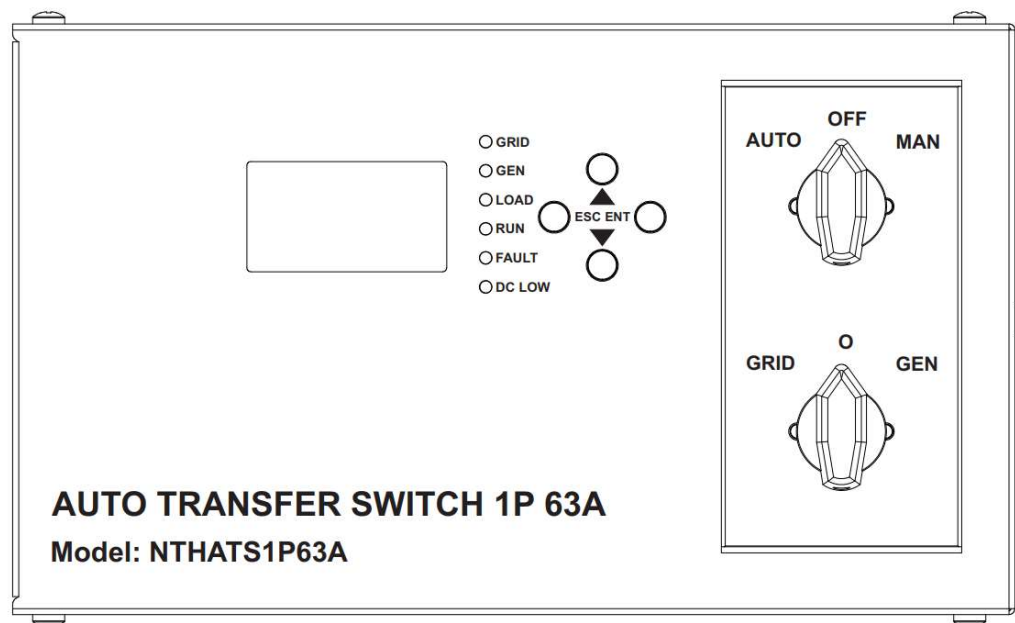 GRID
GEN
LOAD
RUN
FAULT
DC LOW
ESC ENT
OFF
AUTO MAN
O
GRID GEN
AUTO TRANSFER SWITCH 1P 63A
Model: NTHATS1P63A